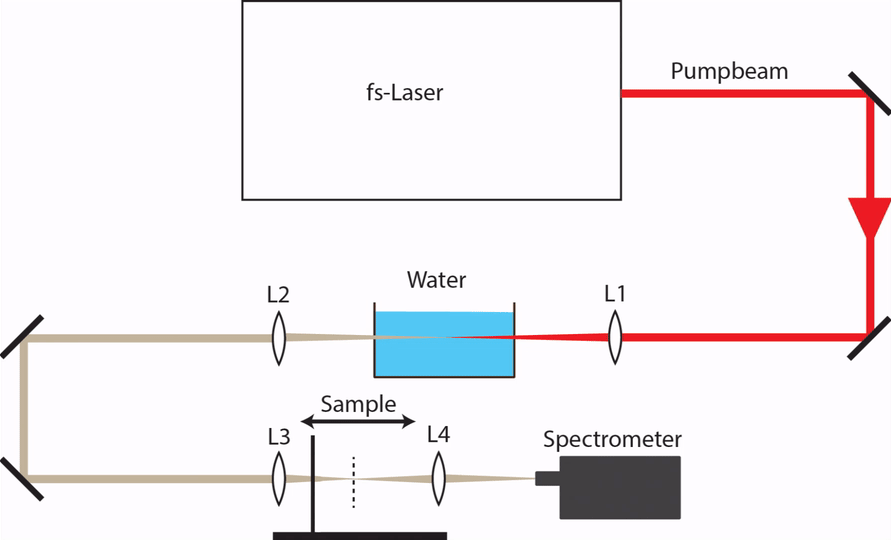 fs-Laser
Pumpbeam
Water
L2
L1
Sample
L3
L4
Spectrometer